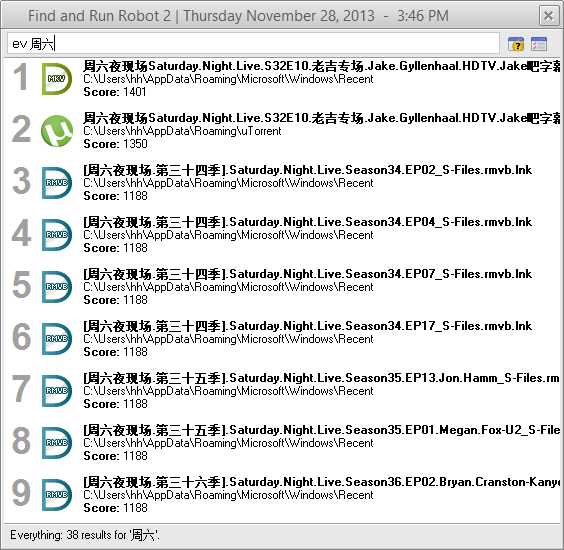 Find and Run Robot 2 | Thursday November 28, 2013 - 3:46 PM
ev 周六
1 MKV 周六夜现场Saturday.Night.Live.S32E10.老吉专场.Jake.Gyllenhaal.HDTV.Jake吧字幕
C:\Users\hh\AppData\Roaming\Microsoft\Windows\Recent
Score: 1401
2 周六夜现场Saturday.Night.Live.S32E10.老吉专场.Jake.Gyllenhaal.HDTV.Jake吧字幕
C:\Users\hh\AppData\Roaming\uTorrent
Score: 1350
3 RMVB [周六夜现场.第三十四季].Saturday.Night.Live.Season34.EP02_S-Files.rmvb.lnk
C:\Users\hh\AppData\Roaming\Microsoft\Windows\Recent
Score: 1188
4 RMVB [周六夜现场.第三十四季].Saturday.Night.Live.Season34.EP04_S-Files.rmvb.lnk
C:\Users\hh\AppData\Roaming\Microsoft\Windows\Recent
Score: 1188
5 RMVB [周六夜现场.第三十四季].Saturday.Night.Live.Season34.EP07_S-Files.rmvb.lnk
C:\Users\hh\AppData\Roaming\Microsoft\Windows\Recent
Score: 1188
6 RMVB [周六夜现场.第三十四季].Saturday.Night.Live.Season34.EP17_S-Files.rmvb.lnk
C:\Users\hh\AppData\Roaming\Microsoft\Windows\Recent
Score: 1188
7 RMVB [周六夜现场.第三十五季].Saturday.Night.Live.Season35.EP13.Jon.Hamm_S-Files.rm
C:\Users\hh\AppData\Roaming\Microsoft\Windows\Recent
Score: 1188
8 RMVB [周六夜现场.第三十五季].Saturday.Night.Live.Season35.EP01.Megan.Fox-U2_S-File
C:\Users\hh\AppData\Roaming\Microsoft\Windows\Recent
Score: 1188
9 RMVB [周六夜现场.第三十六季].Saturday.Night.Live.Season36.EP02.Bryan.Cranston-Kanye
C:\Users\hh\AppData\Roaming\Microsoft\Windows\Recent
Score: 1188
Everything: 38 results for '周六'.